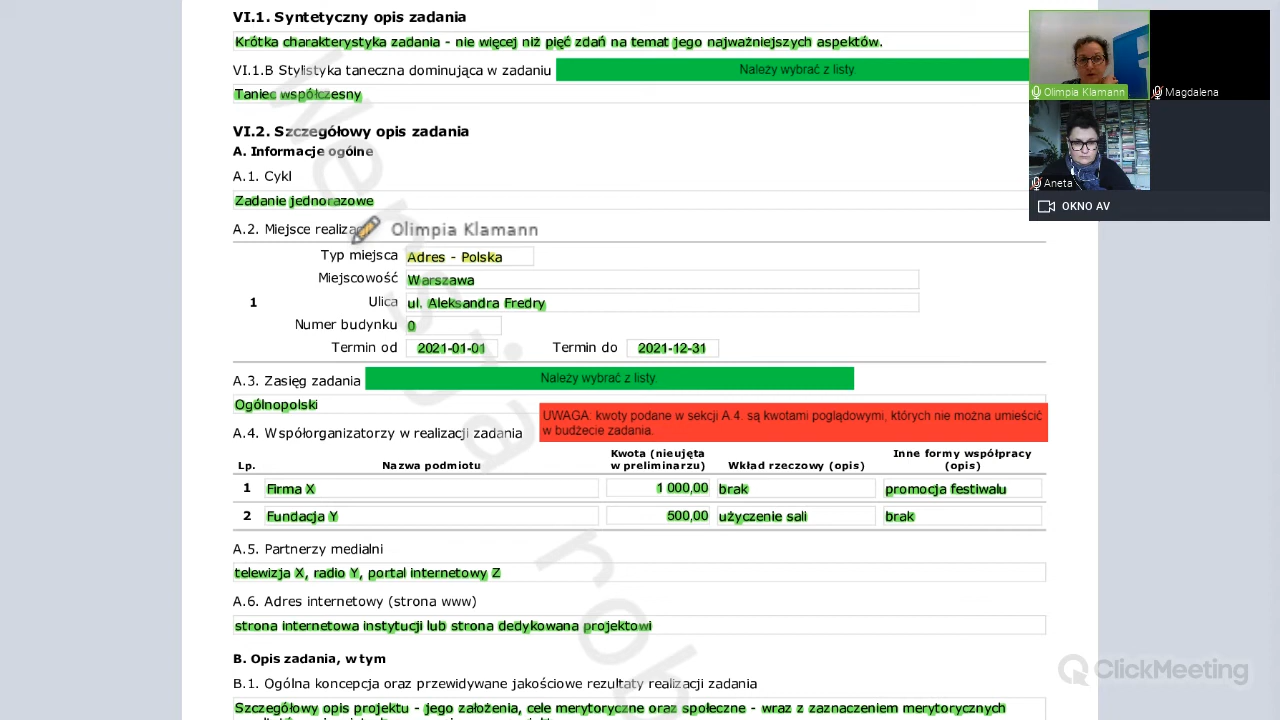 VI.1. Syntetyczny opis zadania
Krótka charakterystyka zadania - nie więcej niż pięć zdań na temat jego najważniejszych aspektów.
VI.1.B Stylistyka taneczna dominująca w zadaniu
Należy wybrać z listy.
Taniec współczesny
VI.2. Szczegółowy opis zadania
A. Informacje ogólne
A.1. Cykl
Zadanie jednorazowe
A.2. Miejsce realizacji
Olimpia Klamann
Typ miejsca Adres - Polska
Miejscowość Warszawa
1 Ulica ul. Aleksandra Fredry
Numer budynku 0
Termin od 2021-01-01 Termin do 2021-12-31
A.3. Zasięg zadania
Należy wybrać z listy.
Ogólnopolski
UWAGA: kwoty podane w sekcji A.4. są kwotami poglądowymi, których nie można umieścić
w budżecie zadania.
A.4. Współorganizatorzy w realizacji zadania
Lp. Nazwa podmiotu Kwota (nieujęta w preliminarzu) Wkład rzeczowy (opis) Inne formy współpracy (opis)
1 Firma X 1 000,00 brak promocja festiwalu
2 Fundacja Y 500,00 użyczenie sali brak
A.5. Partnerzy medialni
telewizja X, radio Y, portal internetowy Z
A.6. Adres internetowy (strona www)
strona internetowa instytucji lub strona dedykowana projektowi
B. Opis zadania, w tym
B.1. Ogólna koncepcja oraz przewidywane jakościowe rezultaty realizacji zadania
Szczegółowy opis projektu - jego założenia, cele merytoryczne oraz społeczne - wraz z zaznaczeniem merytorycznych
Wersja rob
Olimpia Klamann
Magdalena
Aneta
OKNO AV
ClickMeeting